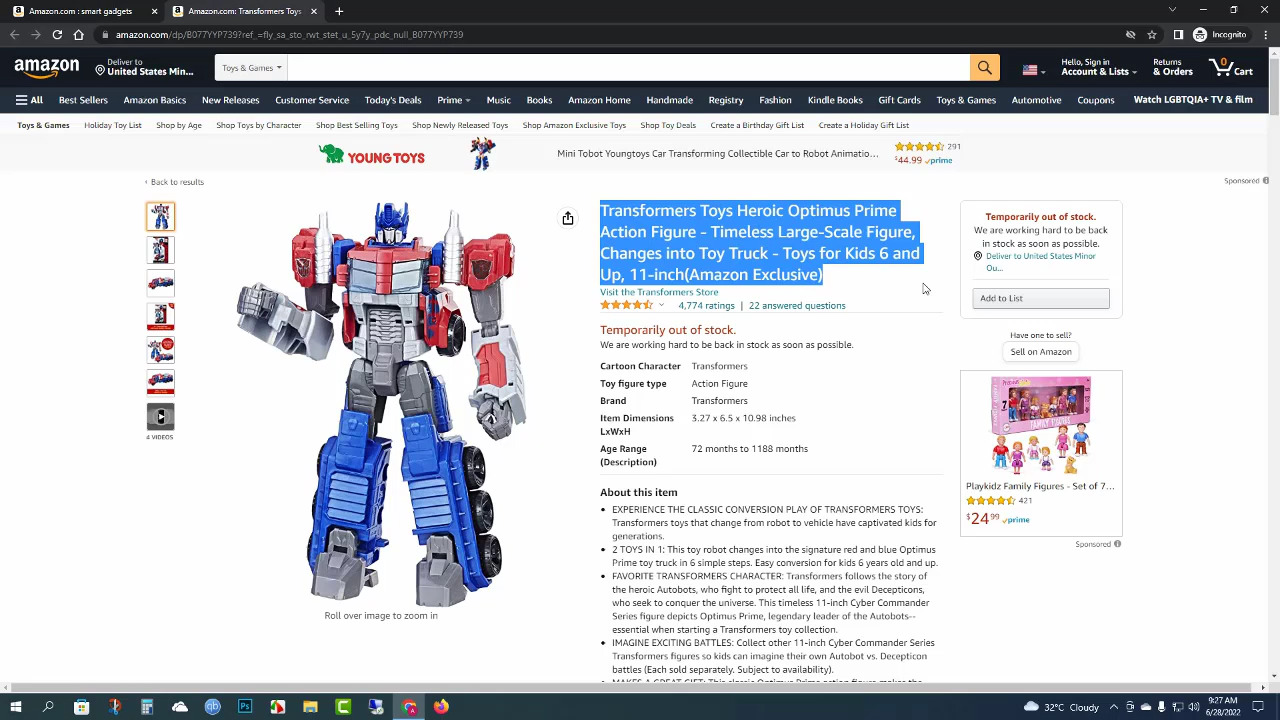 Amazon.com: smart gadgets
Amazon.com: Transformers Toys
amazon.com/dp/B077YYP739?ref_=fly_sa_sto_rwt_stet_u_5y7y_pdc_null_B077YYP739
Incognito
amazon
Deliver to
United States Min...
Toys & Games
Hello, Sign in
Account & Lists
Returns
& Orders
0
Cart
All Best Sellers Amazon Basics New Releases Customer Service Today's Deals Prime Music Books Amazon Home Handmade Registry Fashion Kindle Books Gift Cards Toys & Games Automotive Coupons Watch LGBTQIA+ TV & film
Toys & Games Holiday Toy List Shop by Age Shop Toys by Character Shop Best Selling Toys Shop Newly Released Toys Shop Amazon Exclusive Toys Shop Toy Deals Create a Birthday Gift List Create a Holiday Gift List
YOUNG TOYS
Mini Tobot Youngtoys Car Transforming Collectible Car to Robot Animatio...
291
$44.99 prime
‹ Back to results
Sponsored
Transformers Toys Heroic Optimus Prime
Action Figure - Timeless Large-Scale Figure,
Changes into Toy Truck - Toys for Kids 6 and
Up, 11-inch(Amazon Exclusive)
Visit the Transformers Store
4,774 ratings | 22 answered questions
Temporarily out of stock.
We are working hard to be back in stock as soon as possible.
Cartoon Character Transformers
Toy figure type Action Figure
Brand Transformers
Item Dimensions 3.27 x 6.5 x 10.98 inches
LxWxH
Age Range 72 months to 1188 months
(Description)
About this item
• EXPERIENCE THE CLASSIC CONVERSION PLAY OF TRANSFORMERS TOYS:
Transformers toys that change from robot to vehicle have captivated kids for
generations.
• 2 TOYS IN 1: This toy robot changes into the signature red and blue Optimus
Prime toy truck in 6 simple steps. Easy conversion for kids 6 years old and up.
• FAVORITE TRANSFORMERS CHARACTER: Transformers follows the story of
the heroic Autobots, who fight to protect all life, and the evil Decepticons,
who seek to conquer the universe. This timeless 11-inch Cyber Commander
Series figure depicts Optimus Prime, legendary leader of the Autobots--
essential when starting a Transformers toy collection.
• IMAGINE EXCITING BATTLES: Collect other 11-inch Cyber Commander Series
Transformers figures so kids can imagine their own Autobot vs. Decepticon
battles (Each sold separately. Subject to availability).
4 VIDEOS
Roll over image to zoom in
Temporarily out of stock.
We are working hard to be back
in stock as soon as possible.
Deliver to United States Minor
Ou...
Add to List
Have one to sell?
Sell on Amazon
Playkidz Family Figures - Set of 7...
421
$24.99 prime
Sponsored
32°C Cloudy
9:27 AM
6/28/2022